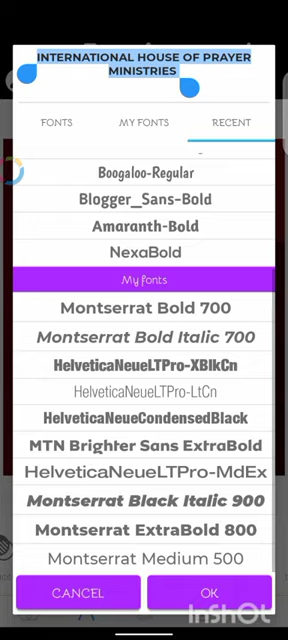 INTERNATIONAL HOUSE OF PRAYER
MINISTRIES
FONTS
MY FONTS
RECENT
Boogaloo-Regular
Blogger_Sans-Bold
Amaranth-Bold
NexaBold
My fonts
Montserrat Bold 700
Montserrat Bold Italic 700
HelveticaNeueLTPro-XBlkCn
HelveticaNeueLTPro-LtCn
HelveticaNeueCondensedBlack
MTN Brighter Sans ExtraBold
HelveticaNeueLTPro-MdEx
Montserrat Black Italic 900
Montserrat ExtraBold 800
Montserrat Medium 500
CANCEL
OK
InShOt